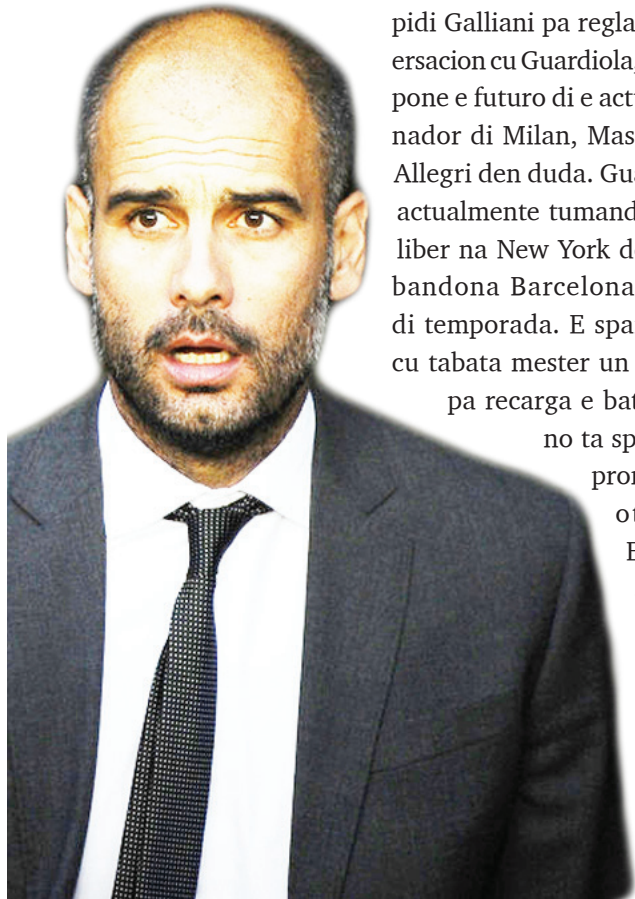 pidi Galliani pa regla
ersacion cu Guardiola,
pone e futuro di e act
nador di Milan, Mas
Allegri den duda. Gua
actualmente tumand
liber na New York d
bandona Barcelona
di temporada. E spa
cu tabata mester un
pa recarga e bat
no ta sp
pror
ot
E